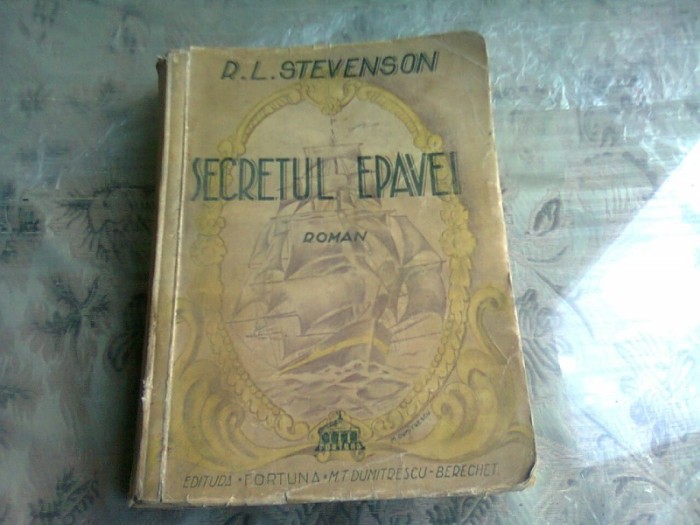 R. L. STEVENSON
SECRETUL EPAVEI
ROMAN
EDITURA • FORTUNA • M.T. DUMITRESCU - BERECHET